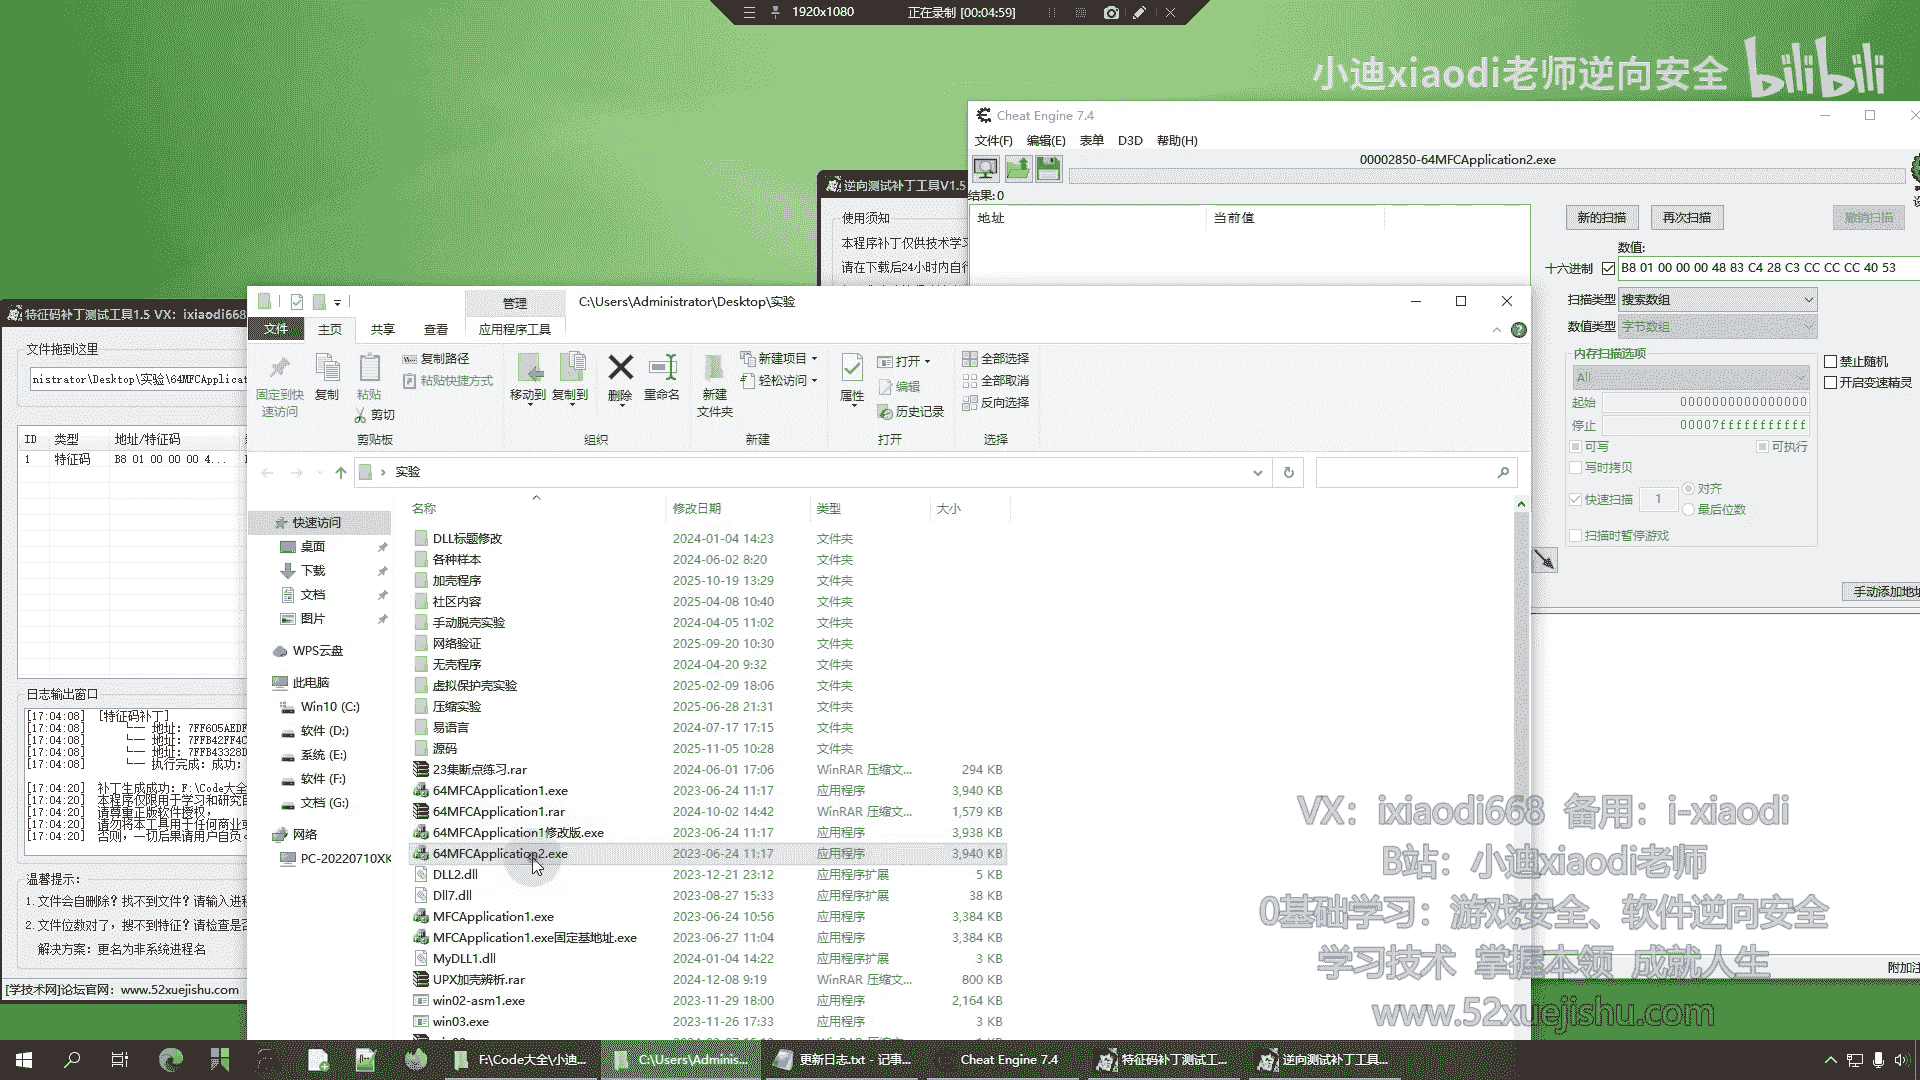 1920x1080
正在录制 [00:04:59]
小迪xiaodi老师逆向安全
bilibili
Cheat Engine 7.4
文件(F) 编辑(E) 表单 D3D 帮助(H)
00002850-64MFCApplication2.exe
结果: 0
地址 当前值
新的扫描 再次扫描 撤销扫描
数值:
十六进制 B8 01 00 00 00 48 83 C4 28 C3 CC CC CC 40 53
扫描类型 搜索数组
数值类型 字节数组
内存扫描选项
All
禁止随机
开启变速精灵
起始 0000000000000000
停止 00007fffffffffff
可写 可执行
写时拷贝
快速扫描 1 对齐
最后位数
扫描时暂停游戏
手动添加地址
附加注
逆向测试补丁工具V1.5
使用须知
本程序补丁仅供技术学习
请在下载后24小时内自行
特征码补丁测试工具1.5 VX: ixiaodi668
文件拖到这里
nistrator\Desktop\实验\64MFCApplicat
ID 类型 地址/特征码
1 特征码 B8 01 00 00 00 4...
日志输出窗口
[17:04:08] [特征码补丁]
[17:04:08] └─ 地址: 7FF605AEDF
[17:04:08] └─ 地址: 7FFB42FF4C
[17:04:08] └─ 地址: 7FFB43328D
[17:04:08] └─ 执行完成: 成功:
[17:04:20] 补丁生成成功: F:\Code大全
[17:04:20] 本程序仅限用于学习和研究目
[17:04:20] 请尊重正版软件授权,
[17:04:20] 请勿将本工具用于任何商业或
[17:04:20] 否则,一切后果请用户自负。
温馨提示:
1.文件会自删除? 找不到文件? 请输入进程
2.文件位数对了, 搜不到特征? 请检查是否
解决方案: 更名为非系统进程名
[学技术网]论坛官网: www.52xuejishu.com
管理
C:\Users\Administrator\Desktop\实验
文件 主页 共享 查看 应用程序工具
固定到快速访问 复制 粘贴 复制路径 粘贴快捷方式 剪切
移动到 复制到 删除 重命名 新建文件夹 新建项目 轻松访问
属性 打开 编辑 历史记录 全部选择 全部取消 反向选择
剪贴板 组织 新建 打开 选择
实验
名称 修改日期 类型 大小
快速访问
桌面
下载
文档
图片
WPS云盘
此电脑
Win10 (C:)
软件 (D:)
系统 (E:)
软件 (F:)
文档 (G:)
网络
PC-20220710XK
DLL标题修改 2024-01-04 14:23 文件夹
各种样本 2024-06-02 8:20 文件夹
加壳程序 2025-10-19 13:29 文件夹
社区内容 2025-04-08 10:40 文件夹
手动脱壳实验 2024-04-05 11:02 文件夹
网络验证 2025-09-20 10:30 文件夹
无壳程序 2024-04-20 9:32 文件夹
虚拟保护壳实验 2025-02-09 18:06 文件夹
压缩实验 2025-06-28 21:31 文件夹
易语言 2024-07-17 17:15 文件夹
源码 2025-11-05 10:28 文件夹
23集断点练习.rar 2024-06-01 17:06 WinRAR 压缩文... 294 KB
64MFCApplication1.exe 2023-06-24 11:17 应用程序 3,940 KB
64MFCApplication1.rar 2024-10-02 14:42 WinRAR 压缩文... 1,579 KB
64MFCApplication1修改版.exe 2023-06-24 11:17 应用程序 3,938 KB
64MFCApplication2.exe 2023-06-24 11:17 应用程序 3,940 KB
DLL2.dll 2023-12-21 23:12 应用程序扩展 5 KB
Dll7.dll 2023-08-27 15:33 应用程序扩展 38 KB
MFCApplication1.exe 2023-06-24 10:56 应用程序 3,384 KB
MFCApplication1.exe固定基地址.exe 2023-06-27 11:04 应用程序 3,384 KB
MyDLL1.dll 2024-01-04 14:22 应用程序扩展 3 KB
UPX加壳辨析.rar 2024-12-08 9:19 WinRAR 压缩文... 800 KB
win02-asm1.exe 2023-11-29 18:00 应用程序 2,164 KB
win03.exe 2023-11-26 17:33 应用程序 3 KB
VX: ixiaodi668 备用: i-xiaodi
B站: 小迪xiaodi老师
0基础学习: 游戏安全、软件逆向安全
学习技术 掌握本领 成就人生
www.52xuejishu.com
F:\Code大全\小迪...
C:\Users\Adminis...
更新日志.txt - 记事...
Cheat Engine 7.4
特征码补丁测试工...
逆向测试补丁工具...